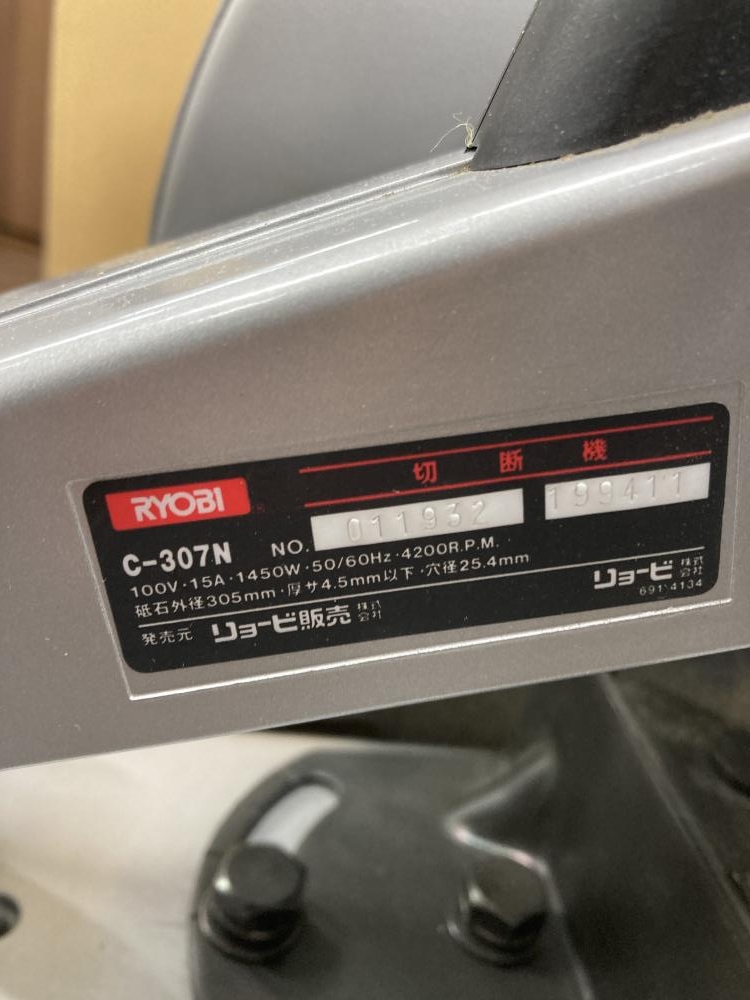 RYOBI 切断機
C-307N NO. 011932 199411
100V・15A・1450W・50/60Hz・4200R.P.M.
砥石外径305mm・厚サ4.5mm以下・穴径25.4mm
発売元 リョービ販売株式会社 リョービ株式会社
6914134